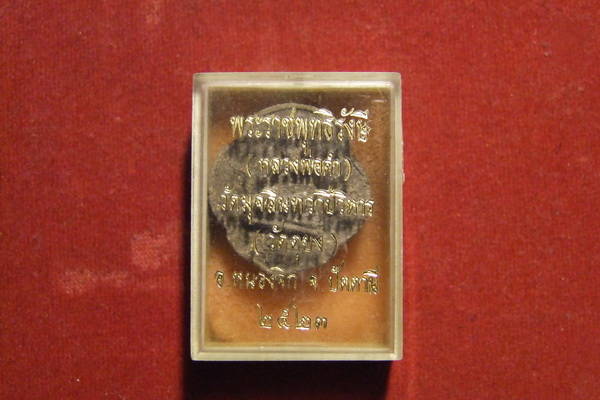 พระราชพุทธิรังษี
(หลวงพ่อดำ)
วัดมุจลินทวาปีวิหาร
(วัดตุยง)
อ.หนองจิก จ.ปัตตานี
๒๕๒๓